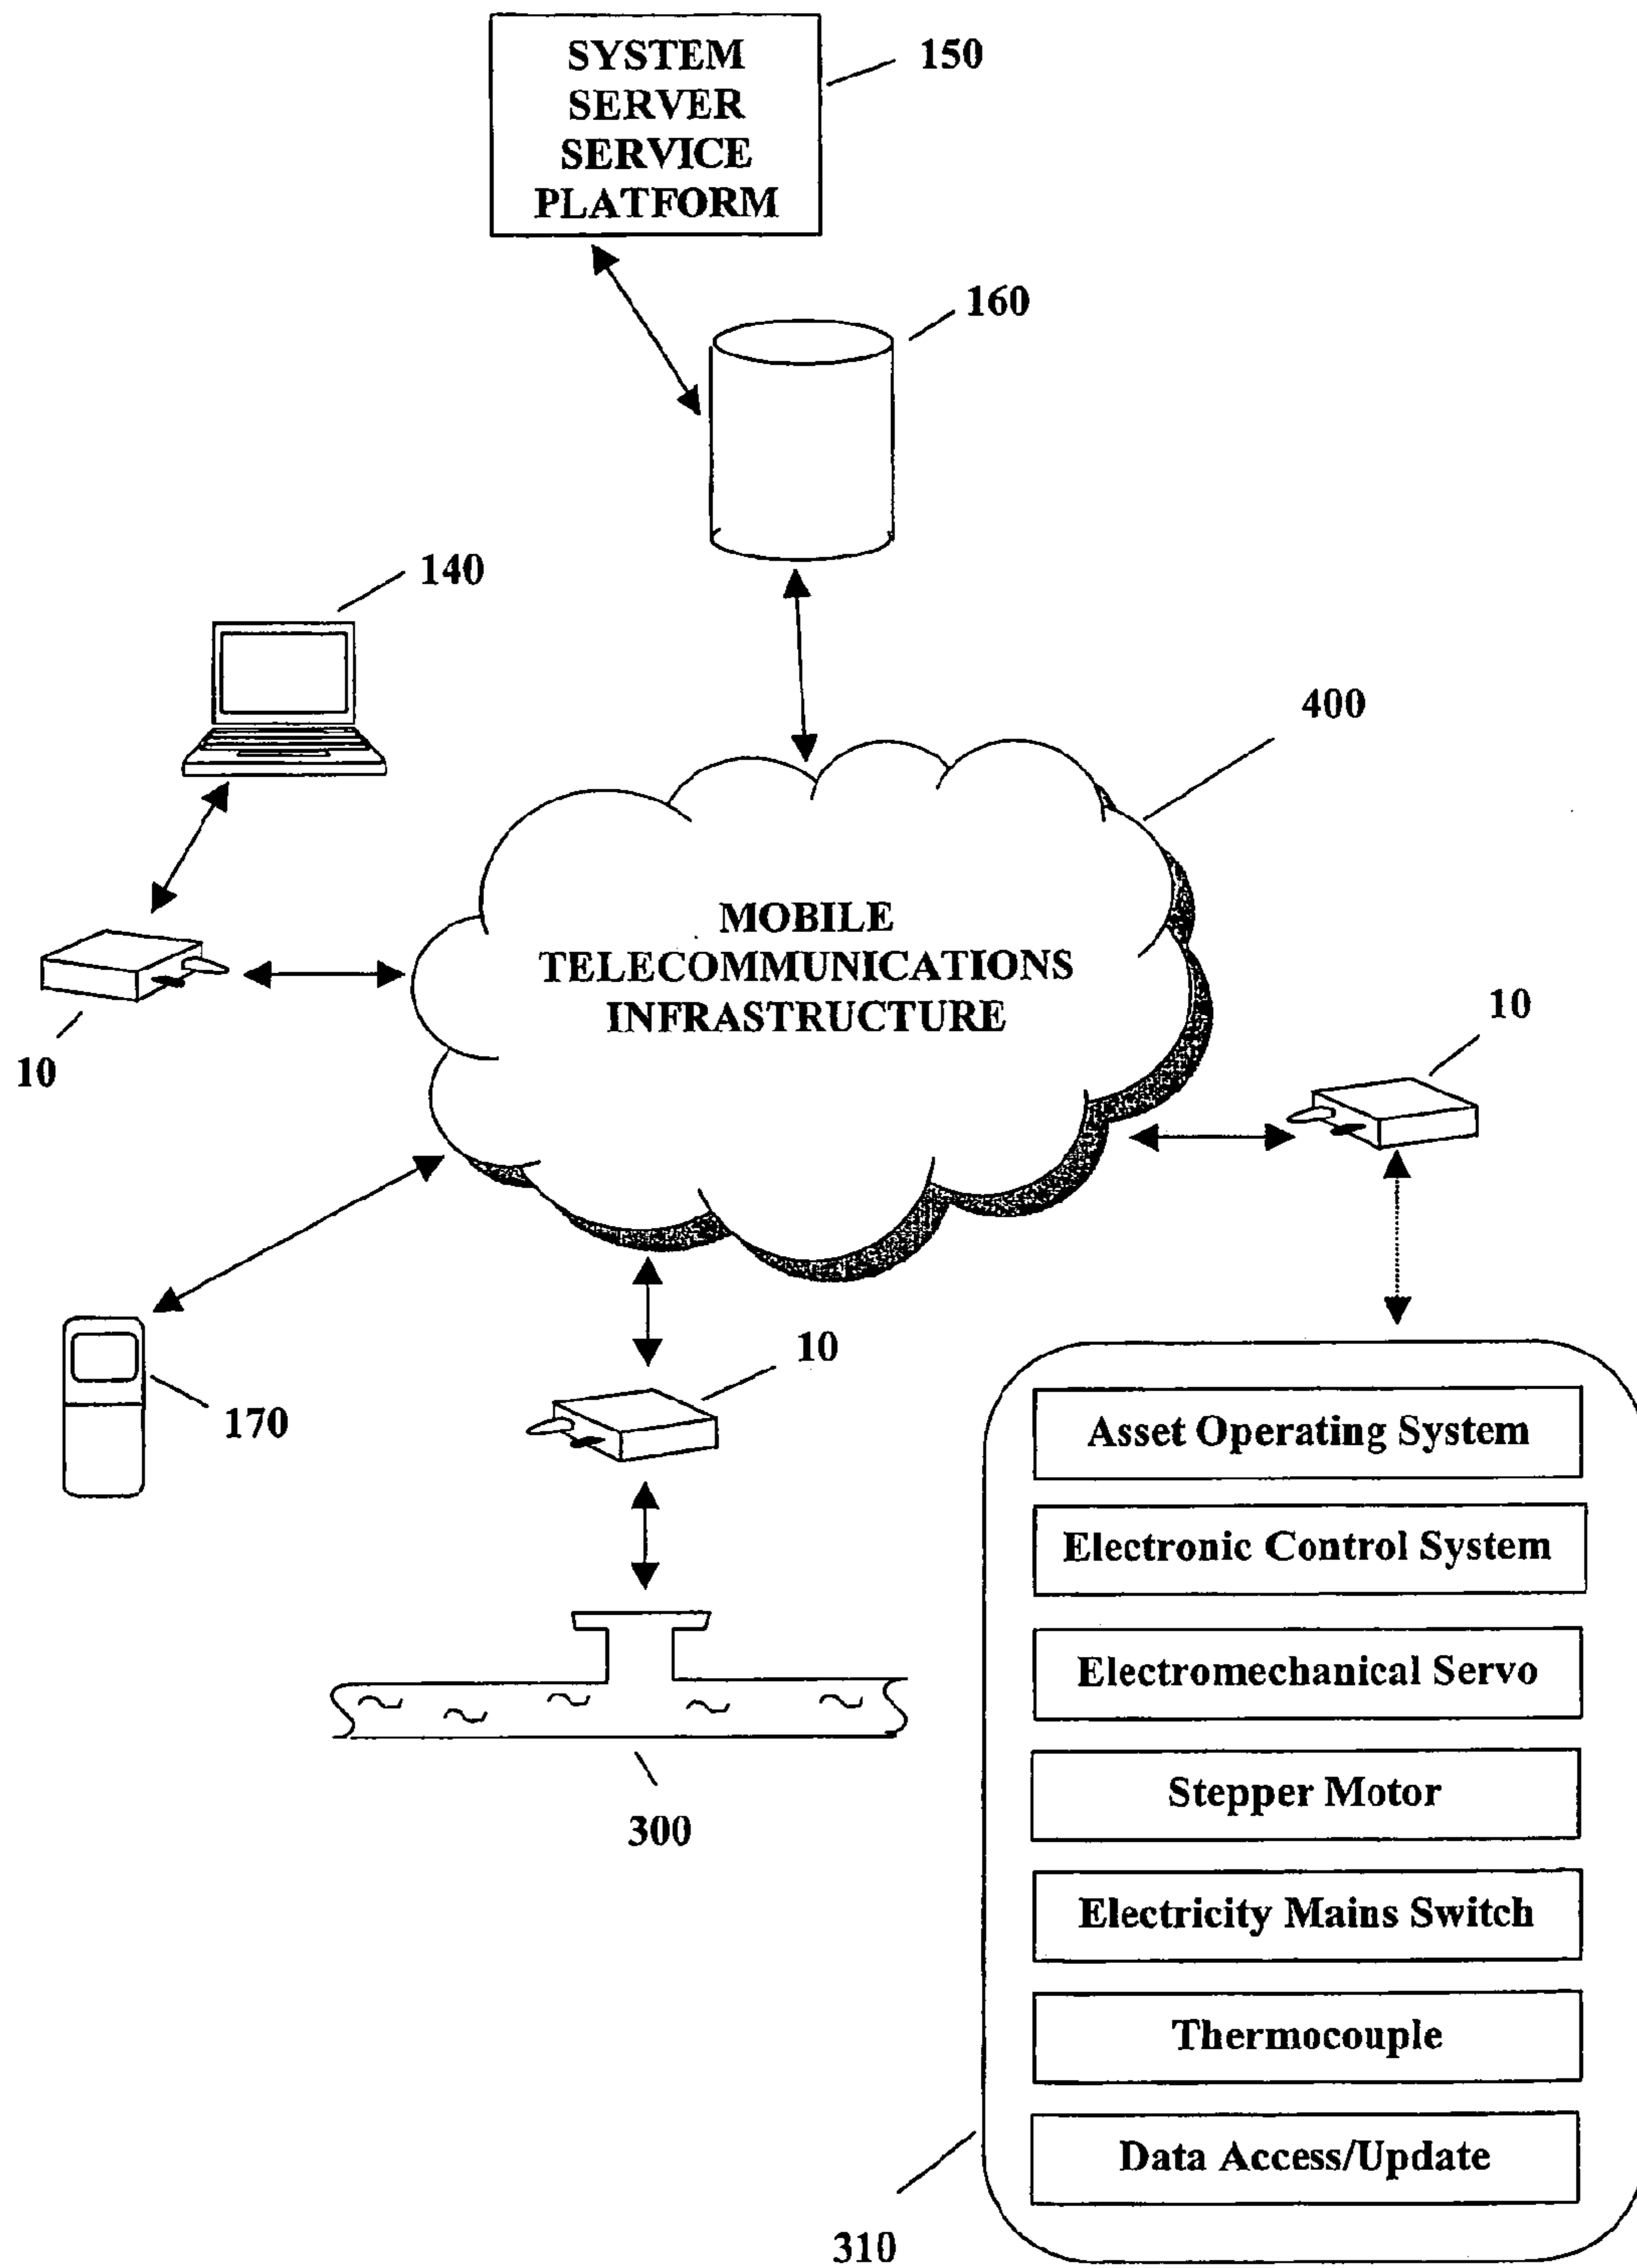 SYSTEM
SERVER
SERVICE
PLATFORM
150
160
140
400
MOBILE
TELECOMMUNICATIONS
INFRASTRUCTURE
10
10
10
170
300
Asset Operating System
Electronic Control System
Electromechanical Servo
Stepper Motor
Electricity Mains Switch
Thermocouple
Data Access/Update
310